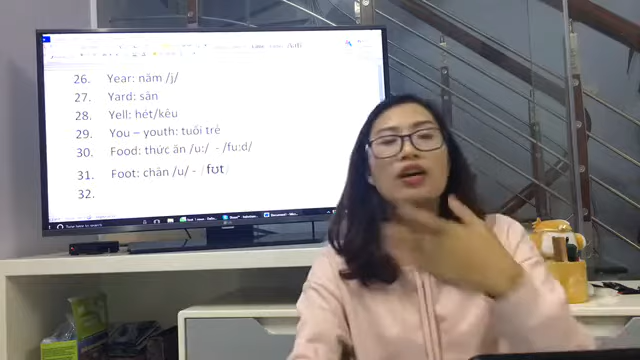 26. Year: năm /j/
27. Yard: sân
28. Yell: hét/kêu
29. You – youth: tuổi trẻ
30. Food: thức ăn /u:/ - /fu:d/
31. Foot: chân /u/ - /fʊt/
32.